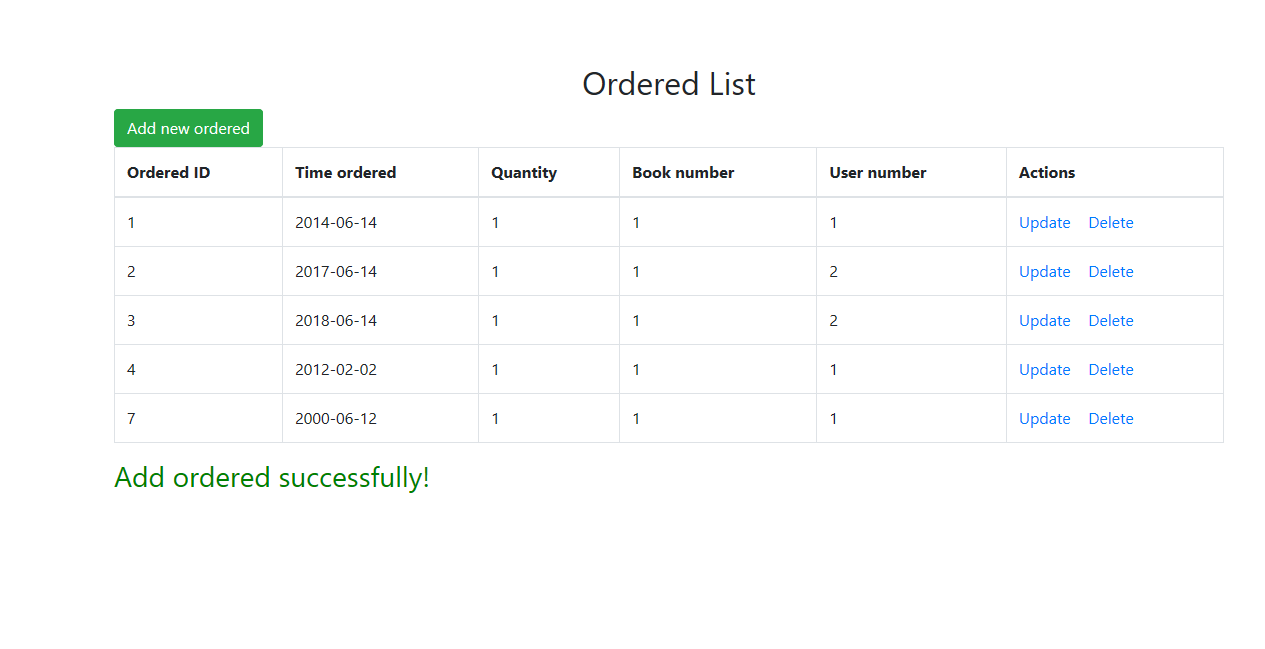 Ordered List
Add new ordered
Ordered ID Time ordered Quantity Book number User number Actions
1 2014-06-14 1 1 1 Update Delete
2 2017-06-14 1 1 2 Update Delete
3 2018-06-14 1 1 2 Update Delete
4 2012-02-02 1 1 1 Update Delete
7 2000-06-12 1 1 1 Update Delete
Add ordered successfully!